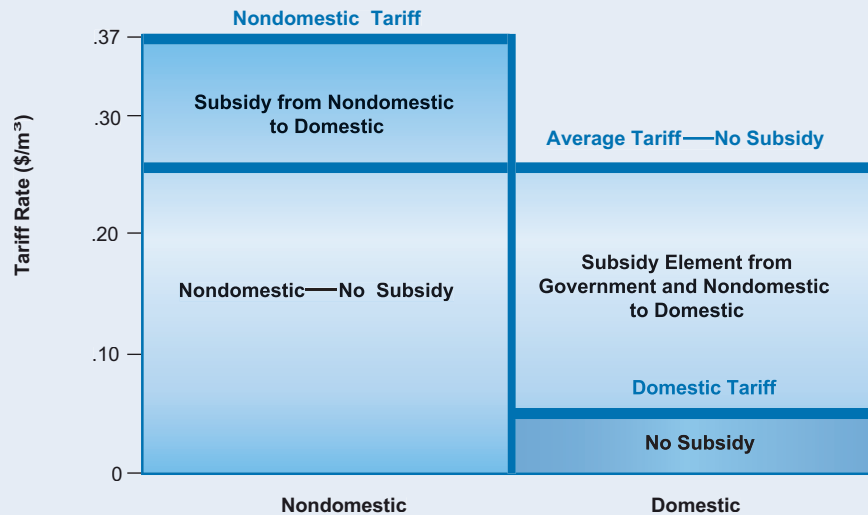 Nondomestic Tariff
.37
Subsidy from Nondomestic
to Domestic
.30
Average Tariff—No Subsidy
Tariff Rate ($/m³)
.20
Subsidy Element from
Government and Nondomestic
to Domestic
Nondomestic—No Subsidy
.10
Domestic Tariff
No Subsidy
0
Nondomestic
Domestic